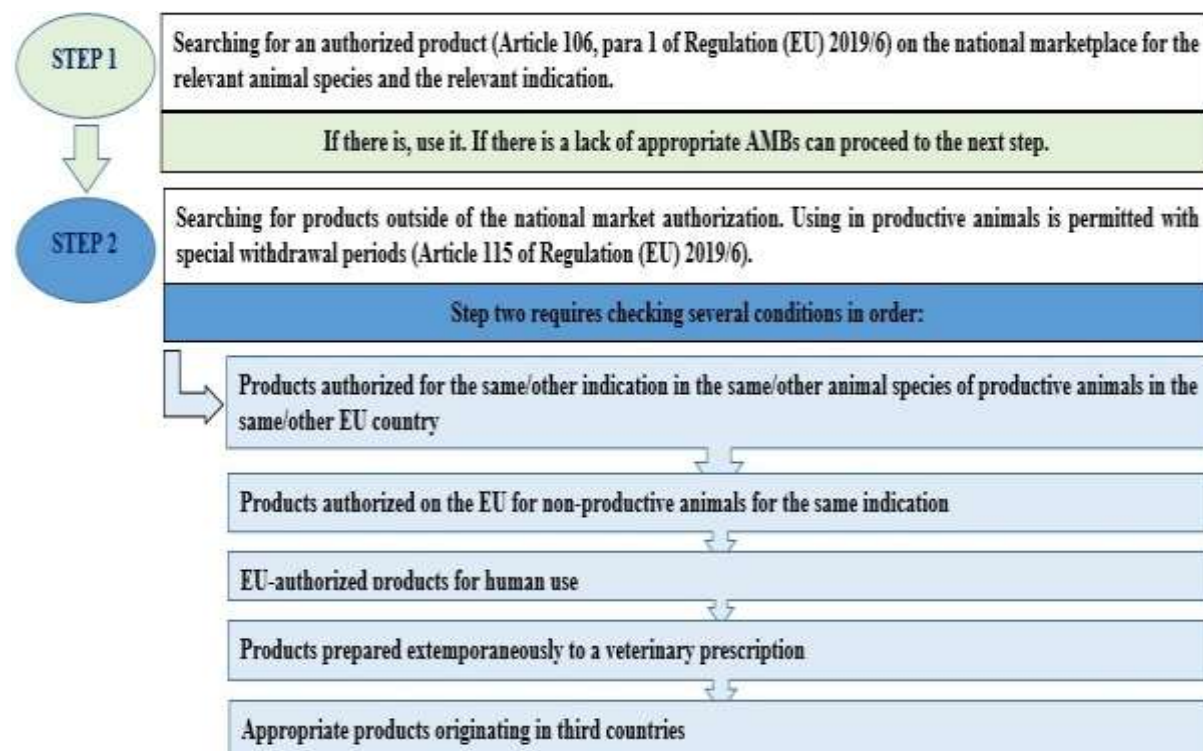 STEP 1
Searching for an authorized product (Article 106, para 1 of Regulation (EU) 2019/6) on the national marketplace for the
relevant animal species and the relevant indication.
If there is, use it. If there is a lack of appropriate AMBs can proceed to the next step.
STEP 2
Searching for products outside of the national market authorization. Using in productive animals is permitted with
special withdrawal periods (Article 115 of Regulation (EU) 2019/6).
Step two requires checking several conditions in order:
Products authorized for the same/other indication in the same/other animal species of productive animals in the
same/other EU country
Products authorized on the EU for non-productive animals for the same indication
EU-authorized products for human use
Products prepared extemporaneously to a veterinary prescription
Appropriate products originating in third countries